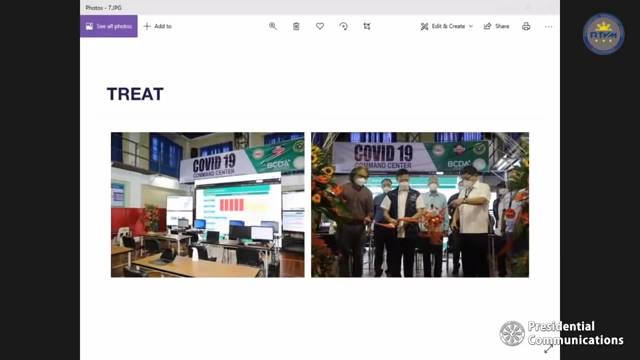 Photos - 7.JPG
See all photos
Add to
Edit & Create
Share
RTVM
TREAT
COVID 19
COMMAND CENTER
BCDA
COVID 19
COMMAND CENTER
BCDA
Presidential
Communications